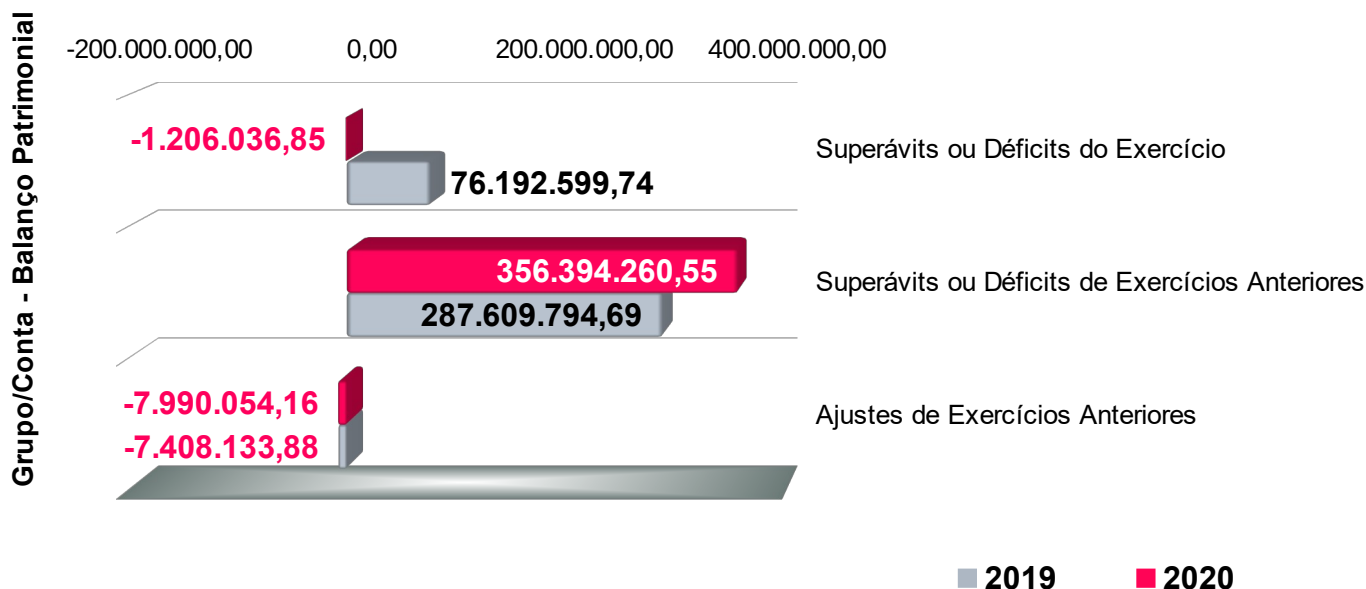 Grupo/Conta - Balanço Patrimonial
-200.000.000,00 0,00 200.000.000,00 400.000.000,00
-1.206.036,85
Superávits ou Déficits do Exercício
76.192.599,74
356.394.260,55
Superávits ou Déficits de Exercícios Anteriores
287.609.794,69
-7.990.054,16
Ajustes de Exercícios Anteriores
-7.408.133,88
2019 2020